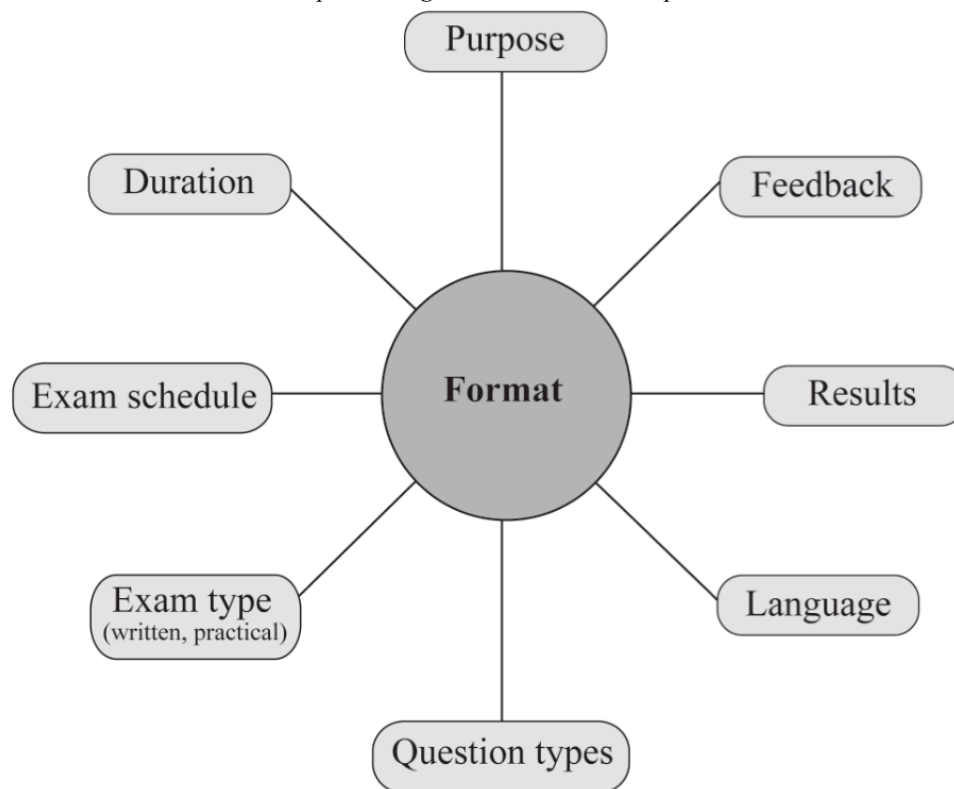 Purpose
Duration
Feedback
Exam schedule
Format
Results
Exam type
(written, practical)
Language
Question types